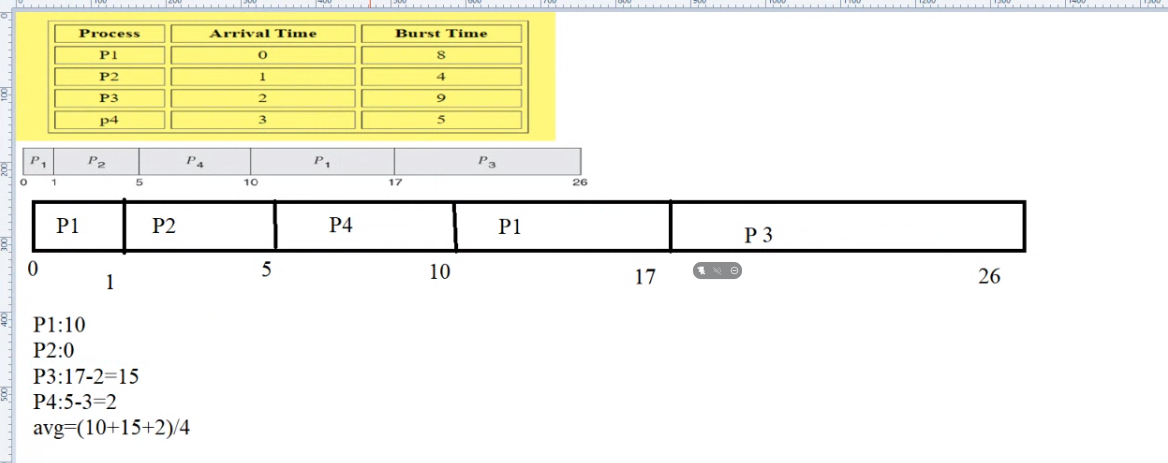 Process Arrival Time Burst Time
P1 0 8
P2 1 4
P3 2 9
p4 3 5
P1 P2 P4 P1 P3
0 1 5 10 17 26
P1 P2 P4 P1 P 3
0 1 5 10 17 26
P1:10
P2:0
P3:17-2=15
P4:5-3=2
avg=(10+15+2)/4